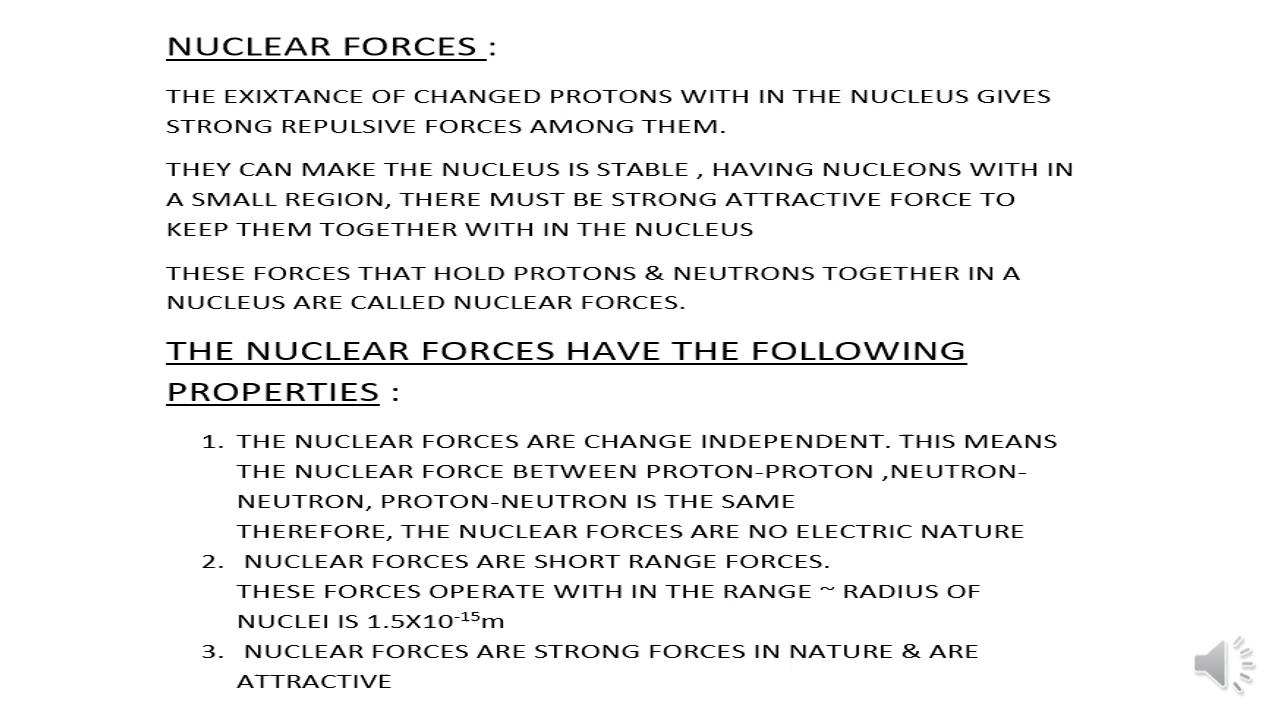 NUCLEAR FORCES :
THE EXIXTANCE OF CHANGED PROTONS WITH IN THE NUCLEUS GIVES
STRONG REPULSIVE FORCES AMONG THEM.
THEY CAN MAKE THE NUCLEUS IS STABLE , HAVING NUCLEONS WITH IN
A SMALL REGION, THERE MUST BE STRONG ATTRACTIVE FORCE TO
KEEP THEM TOGETHER WITH IN THE NUCLEUS
THESE FORCES THAT HOLD PROTONS & NEUTRONS TOGETHER IN A
NUCLEUS ARE CALLED NUCLEAR FORCES.
THE NUCLEAR FORCES HAVE THE FOLLOWING
PROPERTIES :
1. THE NUCLEAR FORCES ARE CHANGE INDEPENDENT. THIS MEANS
THE NUCLEAR FORCE BETWEEN PROTON-PROTON ,NEUTRON-
NEUTRON, PROTON-NEUTRON IS THE SAME
THEREFORE, THE NUCLEAR FORCES ARE NO ELECTRIC NATURE
2. NUCLEAR FORCES ARE SHORT RANGE FORCES.
THESE FORCES OPERATE WITH IN THE RANGE ~ RADIUS OF
NUCLEI IS 1.5X10⁻¹⁵m
3. NUCLEAR FORCES ARE STRONG FORCES IN NATURE & ARE
ATTRACTIVE